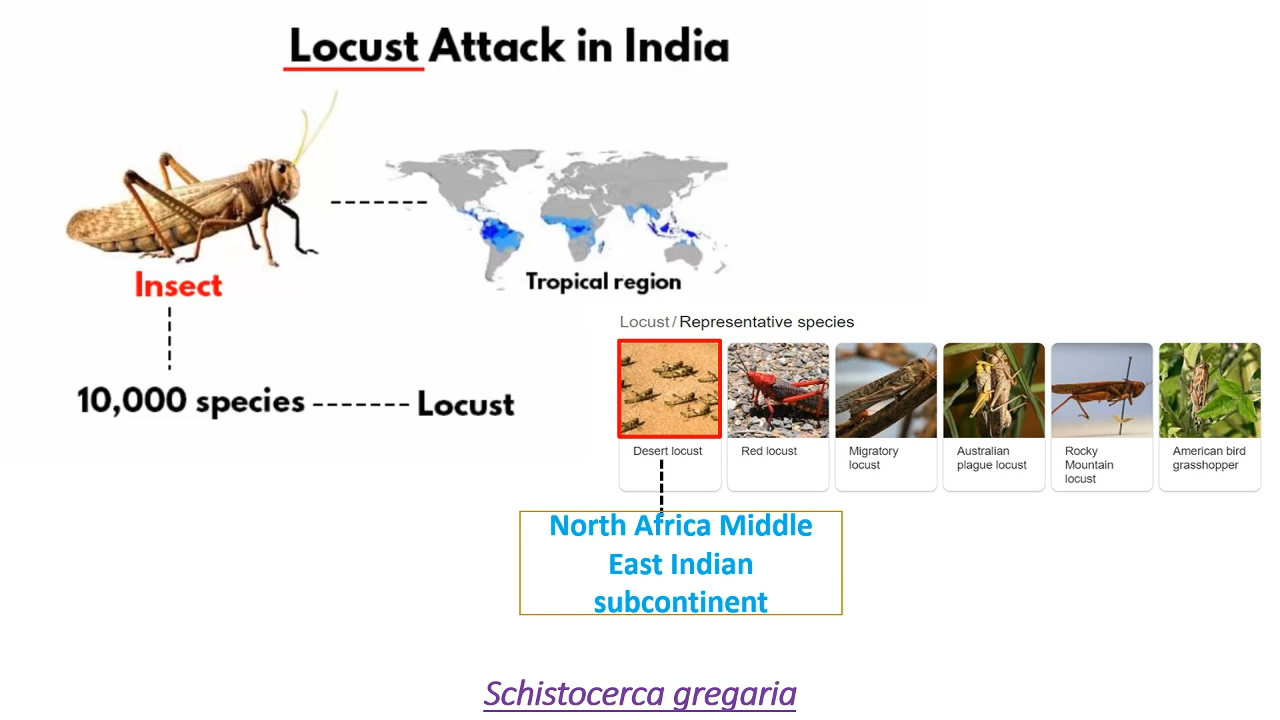 Locust Attack in India
Insect
Tropical region
10,000 species
Locust
Locust / Representative species
Desert locust
Red locust
Migratory
locust
Australian
plague locust
Rocky
Mountain
locust
American bird
grasshopper
North Africa Middle
East Indian
subcontinent
Schistocerca gregaria